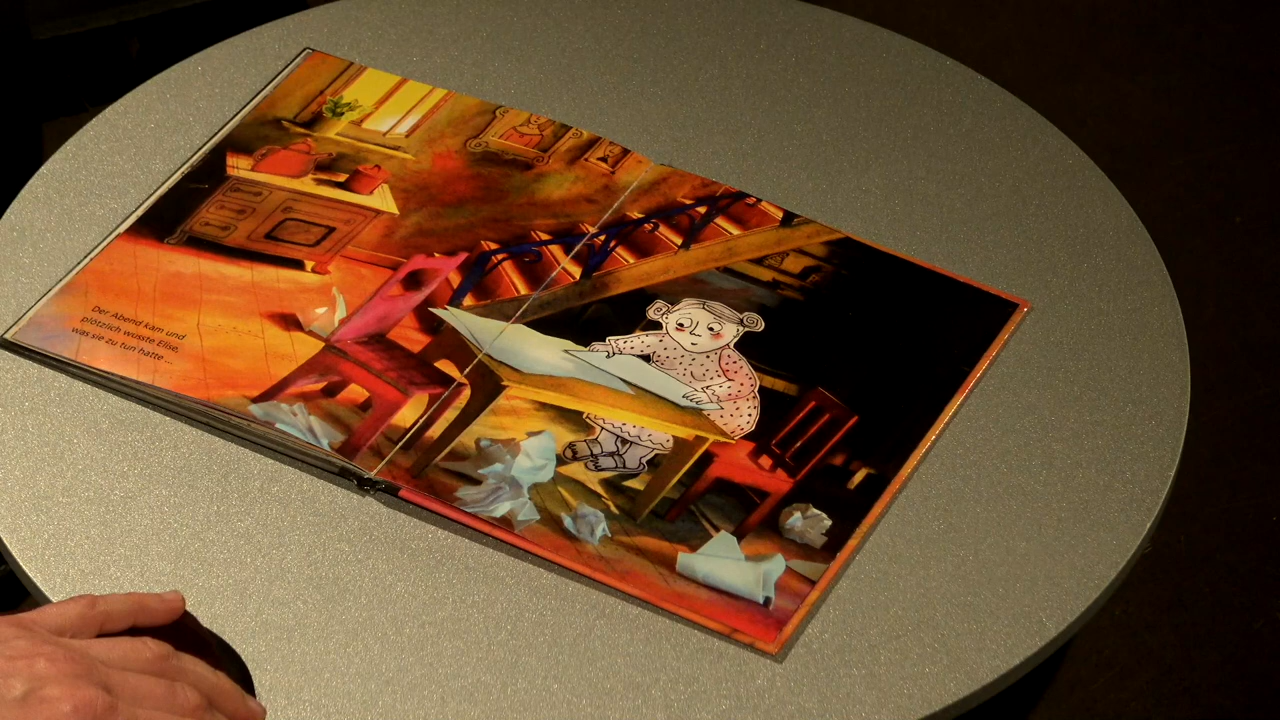 Der Abend kam und
plötzlich wusste Elise,
was sie zu tun hatte ...